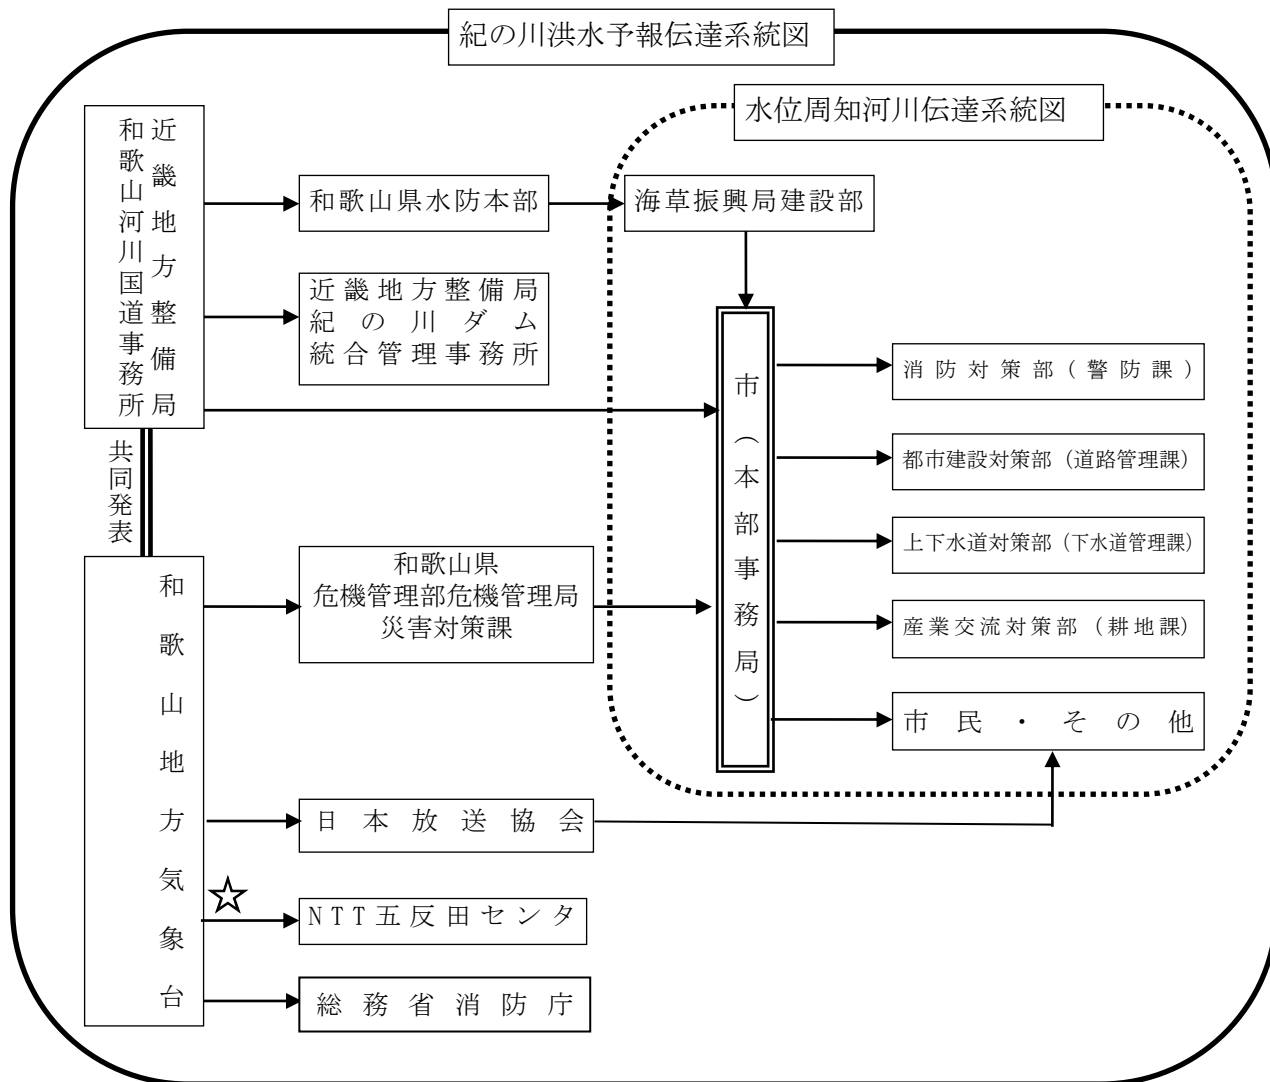 紀の川洪水予報伝達系統図
水位周知河川伝達系統図
近畿地方整備局
和歌山河川国道事務所
和歌山県水防本部
海草振興局建設部
近畿地方整備局
紀の川ダム
統合管理事務所
市（本部事務局）
消防対策部（警防課）
都市建設対策部（道路管理課）
上下水道対策部（下水道管理課）
産業交流対策部（耕地課）
市民・その他
共同発表
和歌山地方気象台
和歌山県
危機管理部危機管理局
災害対策課
日本放送協会
☆
NTT五反田センタ
総務省消防庁